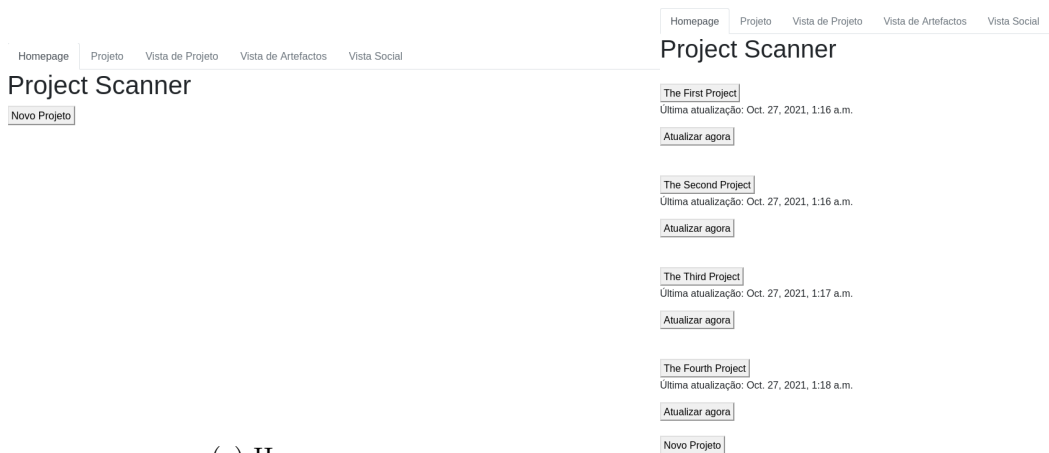 Homepage Projeto Vista de Projeto Vista de Artefactos Vista Social
Project Scanner
Novo Projeto
Homepage Projeto Vista de Projeto Vista de Artefactos Vista Social
Project Scanner
The First Project
Última atualização: Oct. 27, 2021, 1:16 a.m.
Atualizar agora
The Second Project
Última atualização: Oct. 27, 2021, 1:16 a.m.
Atualizar agora
The Third Project
Última atualização: Oct. 27, 2021, 1:17 a.m.
Atualizar agora
The Fourth Project
Última atualização: Oct. 27, 2021, 1:18 a.m.
Atualizar agora
Novo Projeto